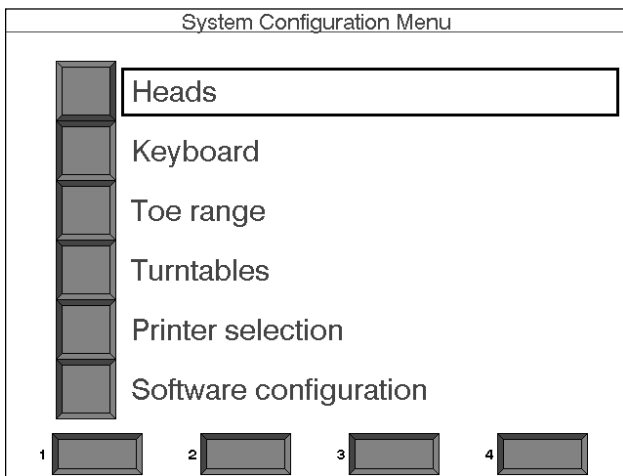 System Configuration Menu
Heads
Keyboard
Toe range
Turntables
Printer selection
Software configuration
1 2 3 4